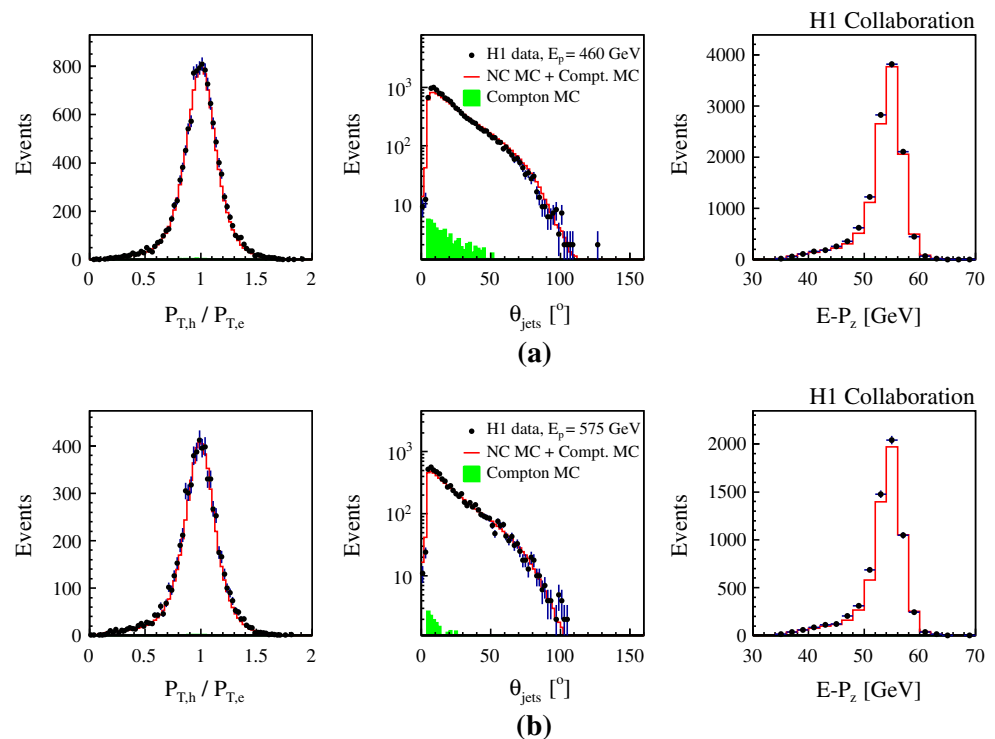 H1 Collaboration
Events
800
600
400
200
0
0
0.5
1
1.5
2
P_T,h / P_T,e
Events
10^3
10^2
10
0
50
100
150
θ_jets [°]
H1 data, E_p = 460 GeV
NC MC + Compt. MC
Compton MC
Events
4000
3000
2000
1000
0
30
40
50
60
70
E-P_z [GeV]
(a)
H1 Collaboration
Events
400
300
200
100
0
0
0.5
1
1.5
2
P_T,h / P_T,e
Events
10^3
10^2
10
0
50
100
150
θ_jets [°]
H1 data, E_p = 575 GeV
NC MC + Compt. MC
Compton MC
Events
2000
1500
1000
500
0
30
40
50
60
70
E-P_z [GeV]
(b)